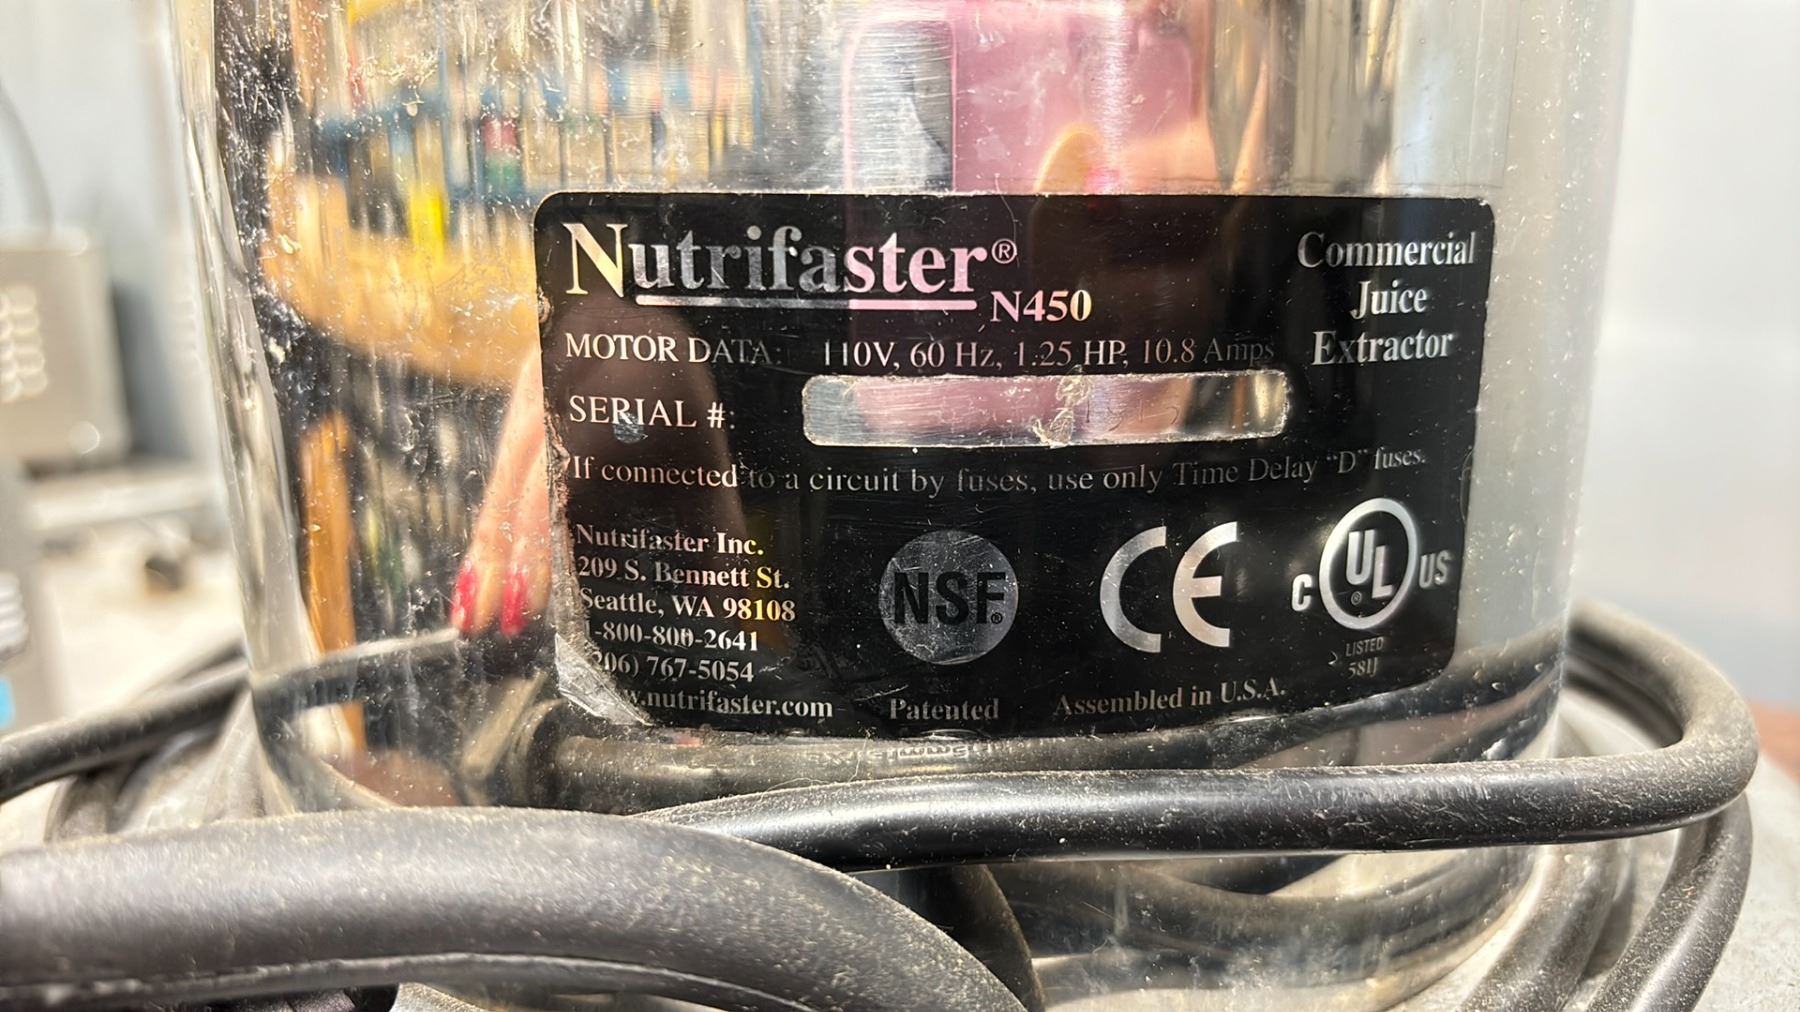 Nutrifaster®
N450
Commercial
Juice
Extractor
MOTOR DATA: 110V, 60 Hz, 1.25 HP, 10.8 Amps
SERIAL #:
If connected to a circuit by fuses, use only Time Delay "D" fuses.
Nutrifaster Inc.
209 S. Bennett St.
Seattle, WA 98108
1-800-800-2641
206) 767-5054
.nutrifaster.com
NSF®
Patented
CE
Assembled in U.S.A.
C UL® US
LISTED
581J